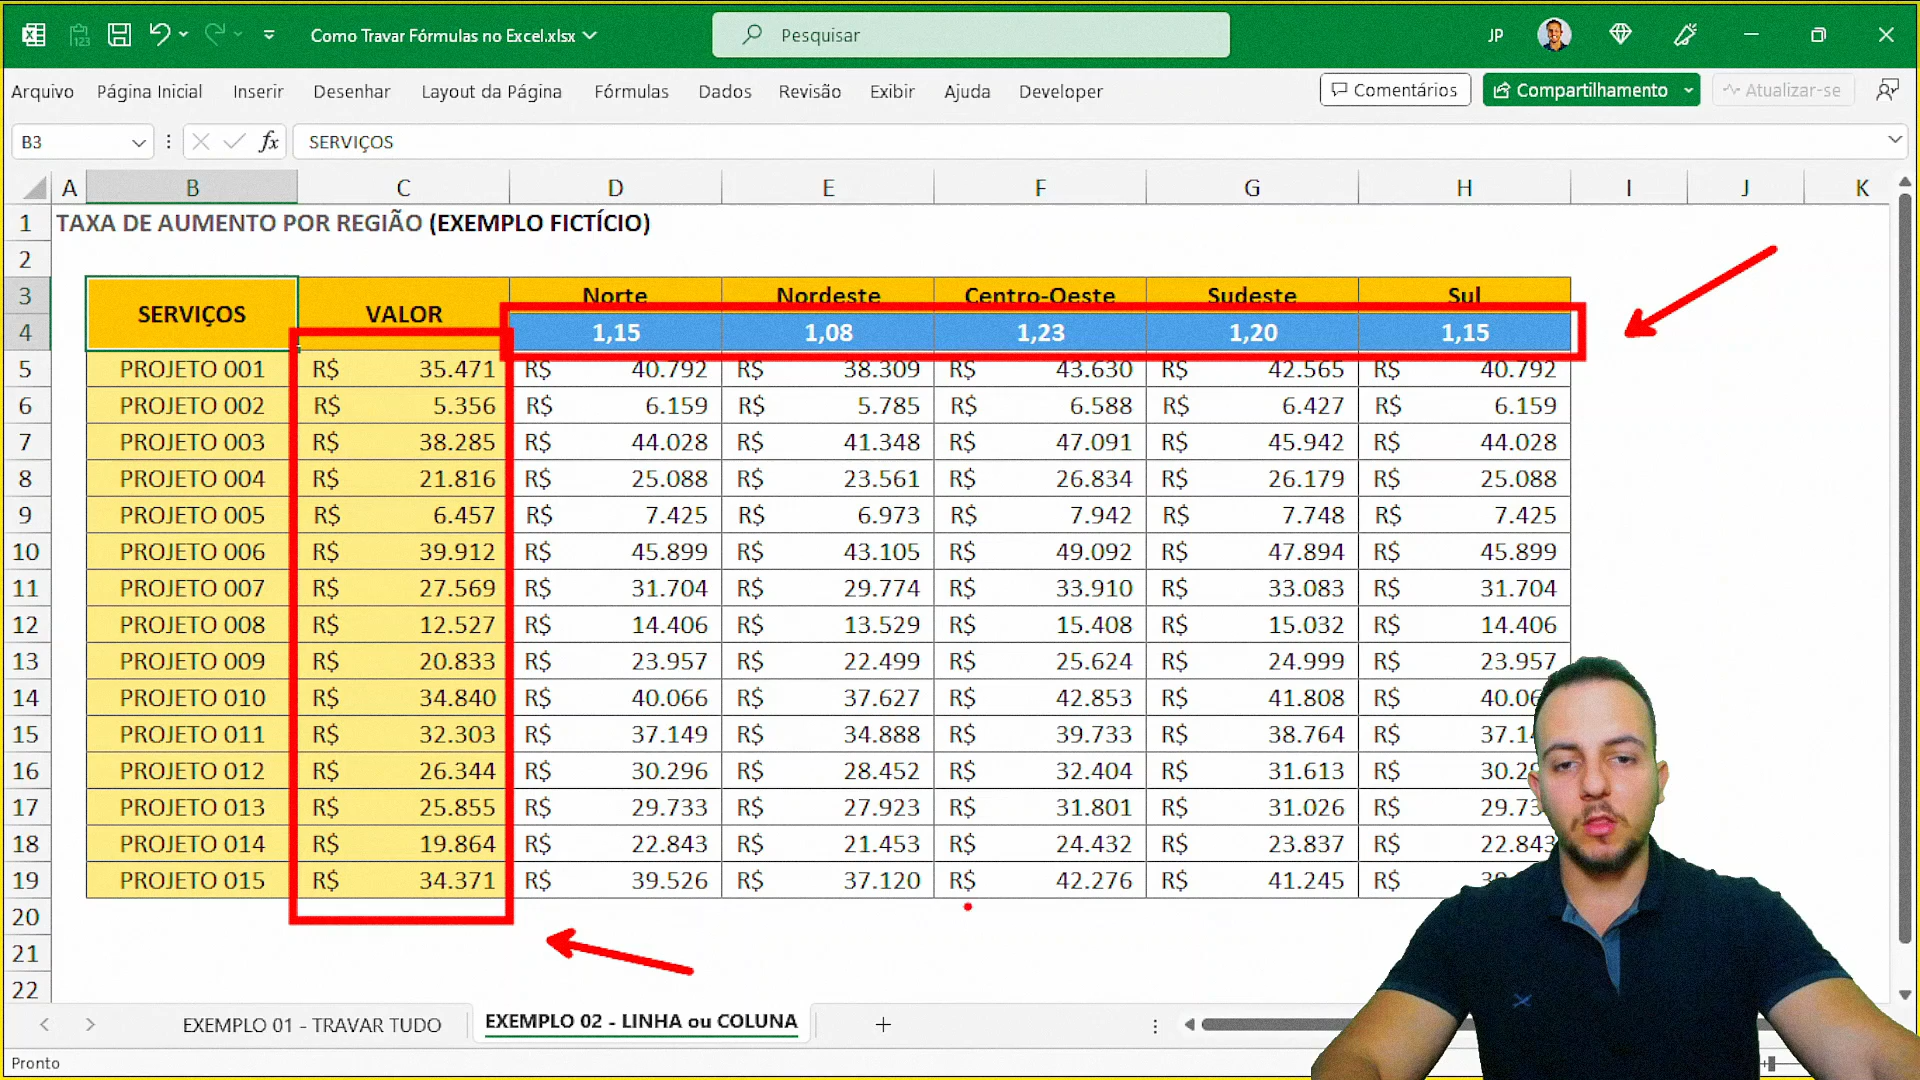 123
Como Travar Fórmulas no Excel.xlsx
Pesquisar
JP
Arquivo Página Inicial Inserir Desenhar Layout da Página Fórmulas Dados Revisão Exibir Ajuda Developer
Comentários
Compartilhamento
Atualizar-se
B3
fx
SERVIÇOS
A B C D E F G H I J K
1 TAXA DE AUMENTO POR REGIÃO (EXEMPLO FICTÍCIO)
2
3 SERVIÇOS VALOR Norte Nordeste Centro-Oeste Sudeste Sul
4 1,15 1,08 1,23 1,20 1,15
5 PROJETO 001 R$ 35.471 R$ 40.792 R$ 38.309 R$ 43.630 R$ 42.565 R$ 40.792
6 PROJETO 002 R$ 5.356 R$ 6.159 R$ 5.785 R$ 6.588 R$ 6.427 R$ 6.159
7 PROJETO 003 R$ 38.285 R$ 44.028 R$ 41.348 R$ 47.091 R$ 45.942 R$ 44.028
8 PROJETO 004 R$ 21.816 R$ 25.088 R$ 23.561 R$ 26.834 R$ 26.179 R$ 25.088
9 PROJETO 005 R$ 6.457 R$ 7.425 R$ 6.973 R$ 7.942 R$ 7.748 R$ 7.425
10 PROJETO 006 R$ 39.912 R$ 45.899 R$ 43.105 R$ 49.092 R$ 47.894 R$ 45.899
11 PROJETO 007 R$ 27.569 R$ 31.704 R$ 29.774 R$ 33.910 R$ 33.083 R$ 31.704
12 PROJETO 008 R$ 12.527 R$ 14.406 R$ 13.529 R$ 15.408 R$ 15.032 R$ 14.406
13 PROJETO 009 R$ 20.833 R$ 23.957 R$ 22.499 R$ 25.624 R$ 24.999 R$ 23.957
14 PROJETO 010 R$ 34.840 R$ 40.066 R$ 37.627 R$ 42.853 R$ 41.808 R$
15 PROJETO 011 R$ 32.303 R$ 37.149 R$ 34.888 R$ 39.733 R$ 38.764 R$
16 PROJETO 012 R$ 26.344 R$ 30.296 R$ 28.452 R$ 32.404 R$ 31.613 R$
17 PROJETO 013 R$ 25.855 R$ 29.733 R$ 27.923 R$ 31.801 R$ 31.026 R$
18 PROJETO 014 R$ 19.864 R$ 22.843 R$ 21.453 R$ 24.432 R$ 23.837 R$ 22.843
19 PROJETO 015 R$ 34.371 R$ 39.526 R$ 37.120 R$ 42.276 R$ 41.245 R$
20
21
22
EXEMPLO 01 - TRAVAR TUDO EXEMPLO 02 - LINHA ou COLUNA
Pronto